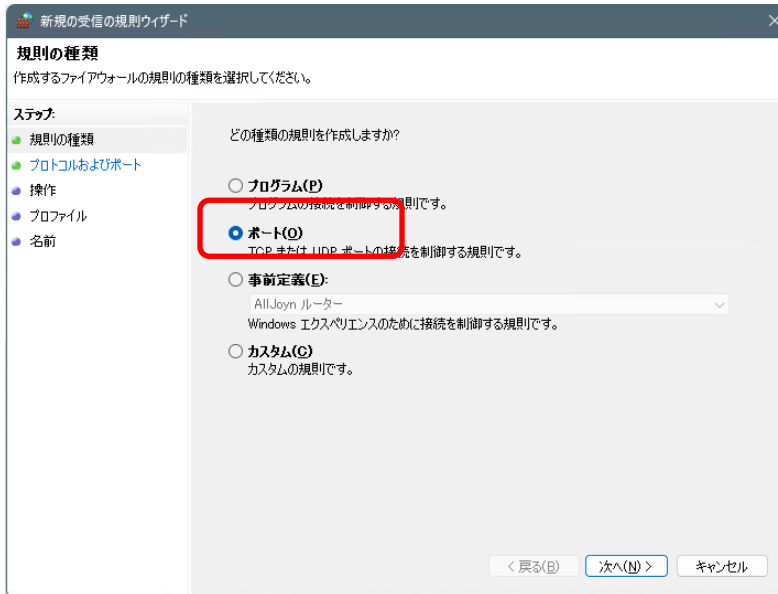 新規の受信の規則ウィザード
規則の種類
作成するファイアウォールの規則の種類を選択してください。
ステップ:
規則の種類
プロトコルおよびポート
操作
プロファイル
名前
どの種類の規則を作成しますか?
プログラム(P)
プログラムの接続を制御する規則です。
ポート(O)
TCP または UDP ポートの接続を制御する規則です。
事前定義(E):
AllJoyn ルーター
Windows エクスペリエンスのために接続を制御する規則です。
カスタム(C)
カスタムの規則です。
< 戻る(B) 次へ(N) > キャンセル